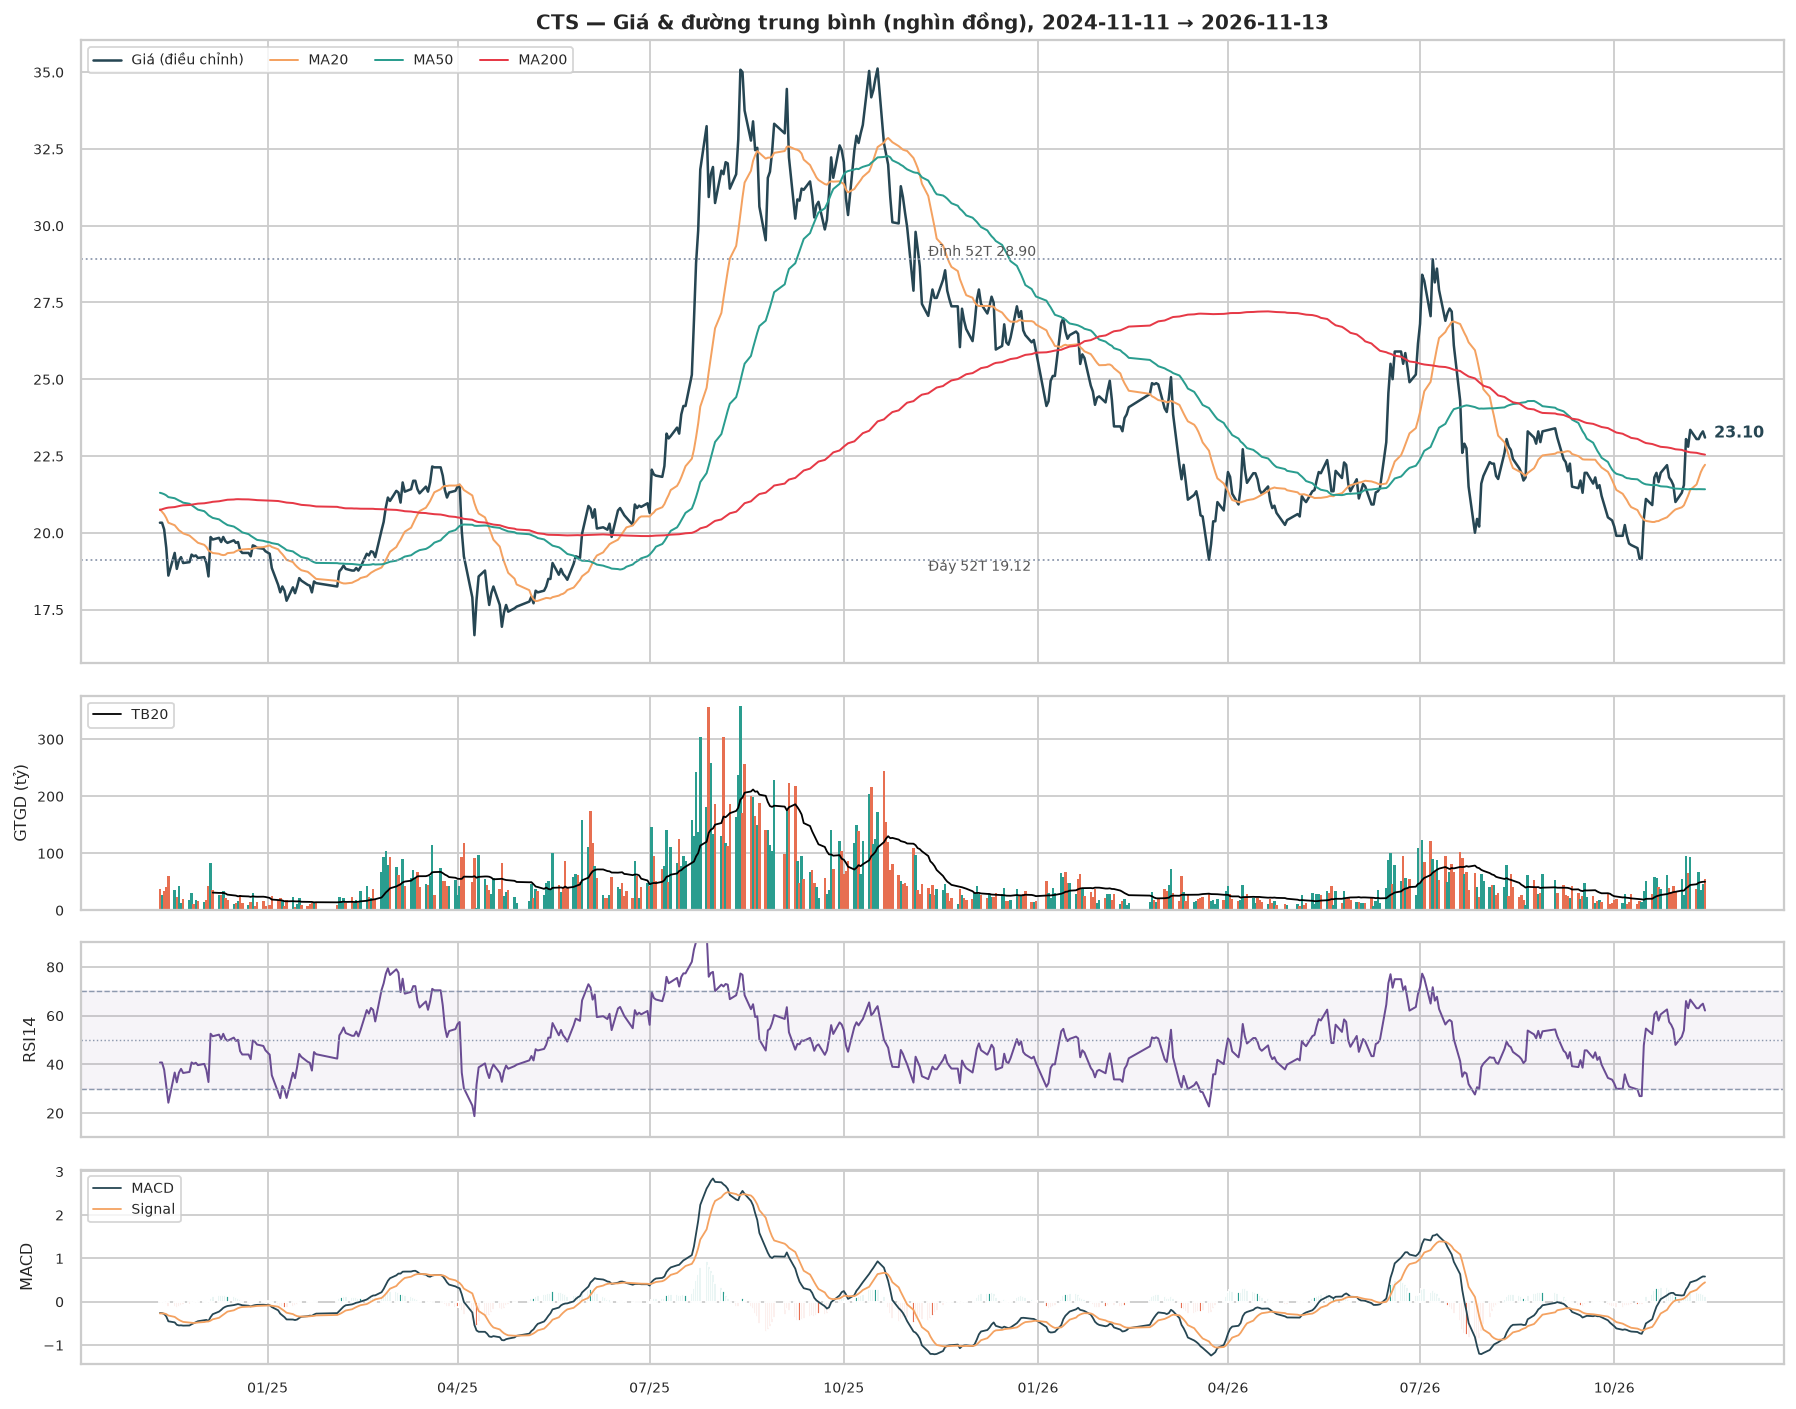 CTS — Giá & đường trung bình (nghìn đồng), 2024-11-11 → 2026-11-13
Giá (điều chỉnh) MA20 MA50 MA200
35.0
32.5
30.0
27.5
25.0
22.5
20.0
17.5
Đỉnh 52T 28.90
23.10
Đáy 52T 19.12
TB20
GTGD (tỷ)
300
200
100
0
RSI14
80
60
40
20
MACD
Signal
MACD
3
2
1
0
−1
01/25 04/25 07/25 10/25 01/26 04/26 07/26 10/26